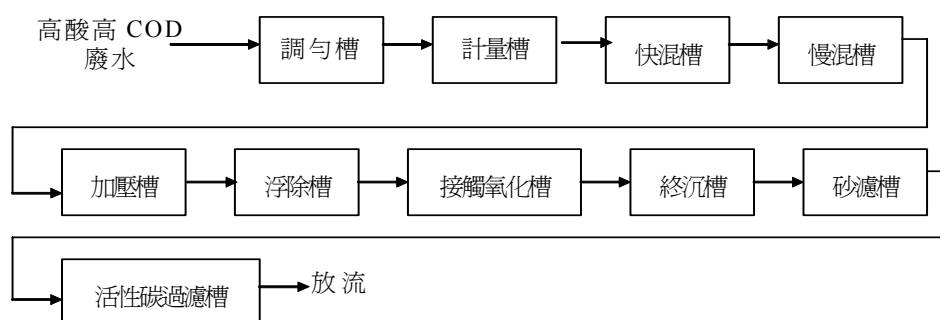 高酸高 COD
廢水
調勻槽
計量槽
快混槽
慢混槽
加壓槽
浮除槽
接觸氧化槽
終沉槽
砂濾槽
活性碳過濾槽
放流